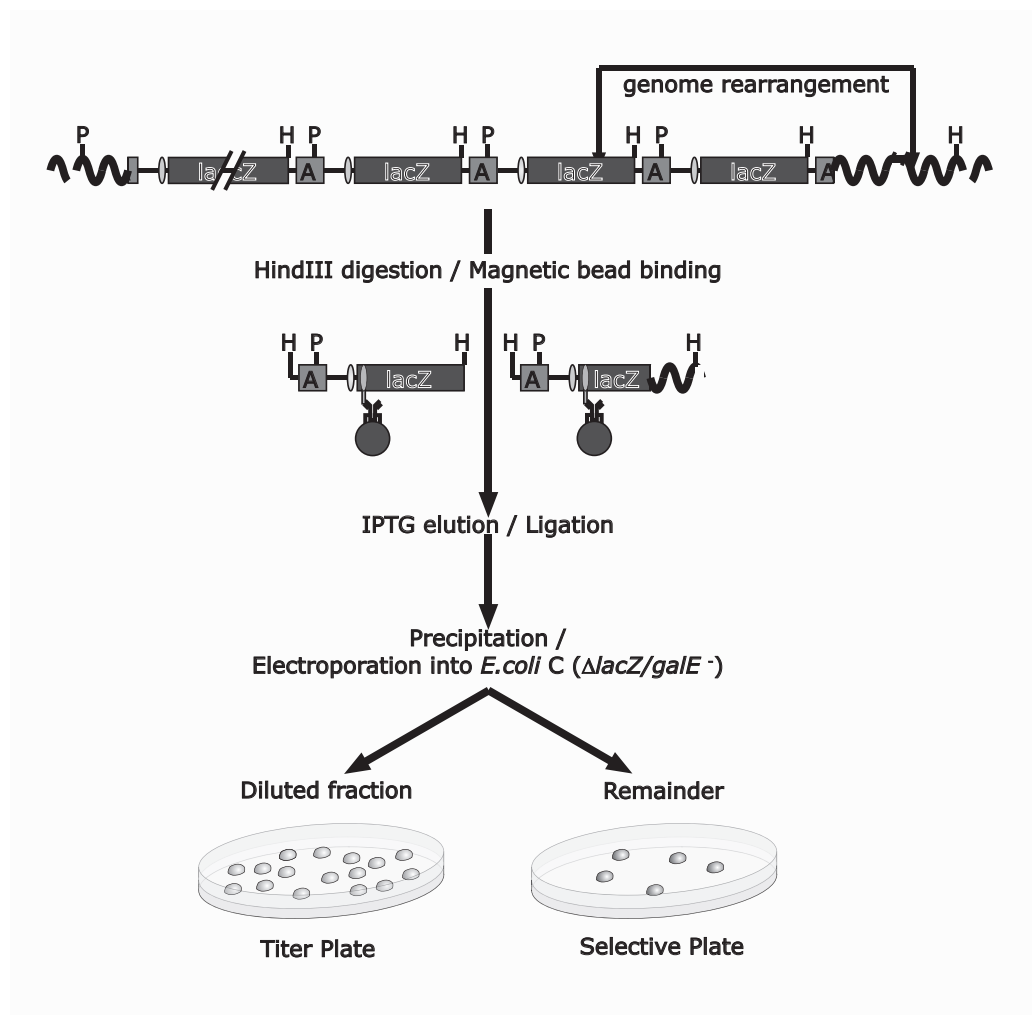 genome rearrangement
P H P H P H P H H
lacZ A lacZ A lacZ A lacZ A
HindIII digestion / Magnetic bead binding
H P H H P H
A lacZ A lacZ
IPTG elution / Ligation
Precipitation /
Electroporation into E.coli C (ΔlacZ/galE -)
Diluted fraction Remainder
Titer Plate Selective Plate